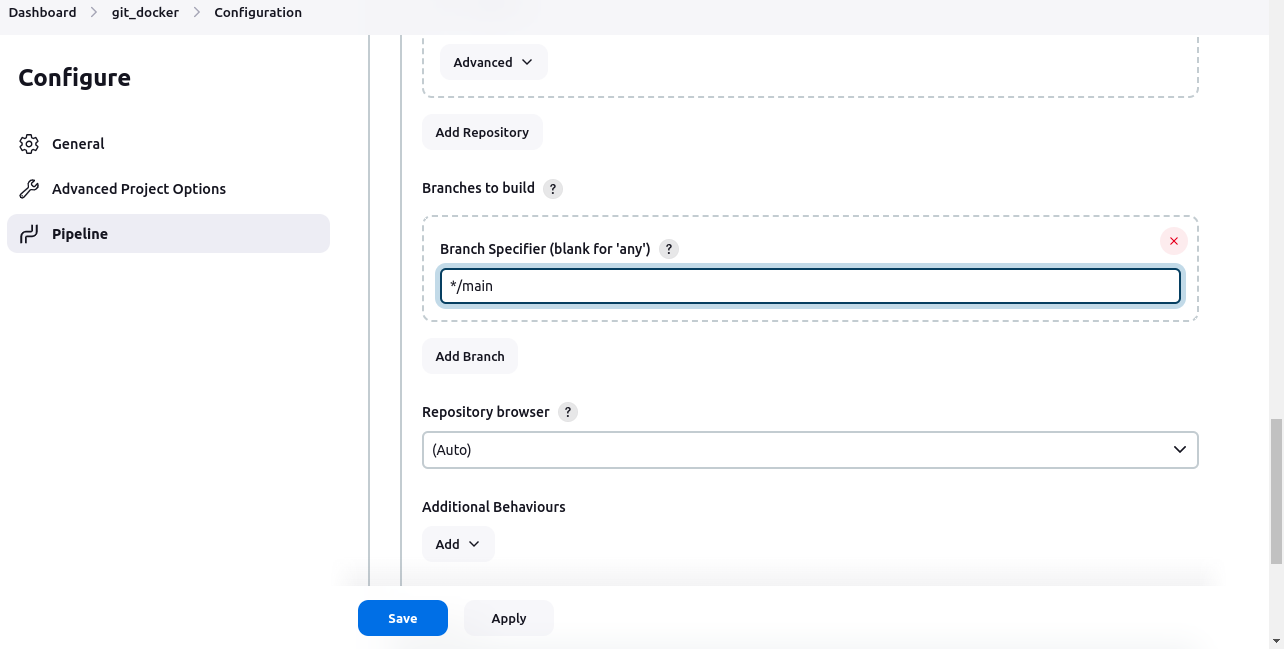 Dashboard > git_docker > Configuration
Configure
General
Advanced Project Options
Pipeline
Advanced
Add Repository
Branches to build ?
Branch Specifier (blank for 'any') ?
*/main
Add Branch
Repository browser ?
(Auto)
Additional Behaviours
Add
Save Apply